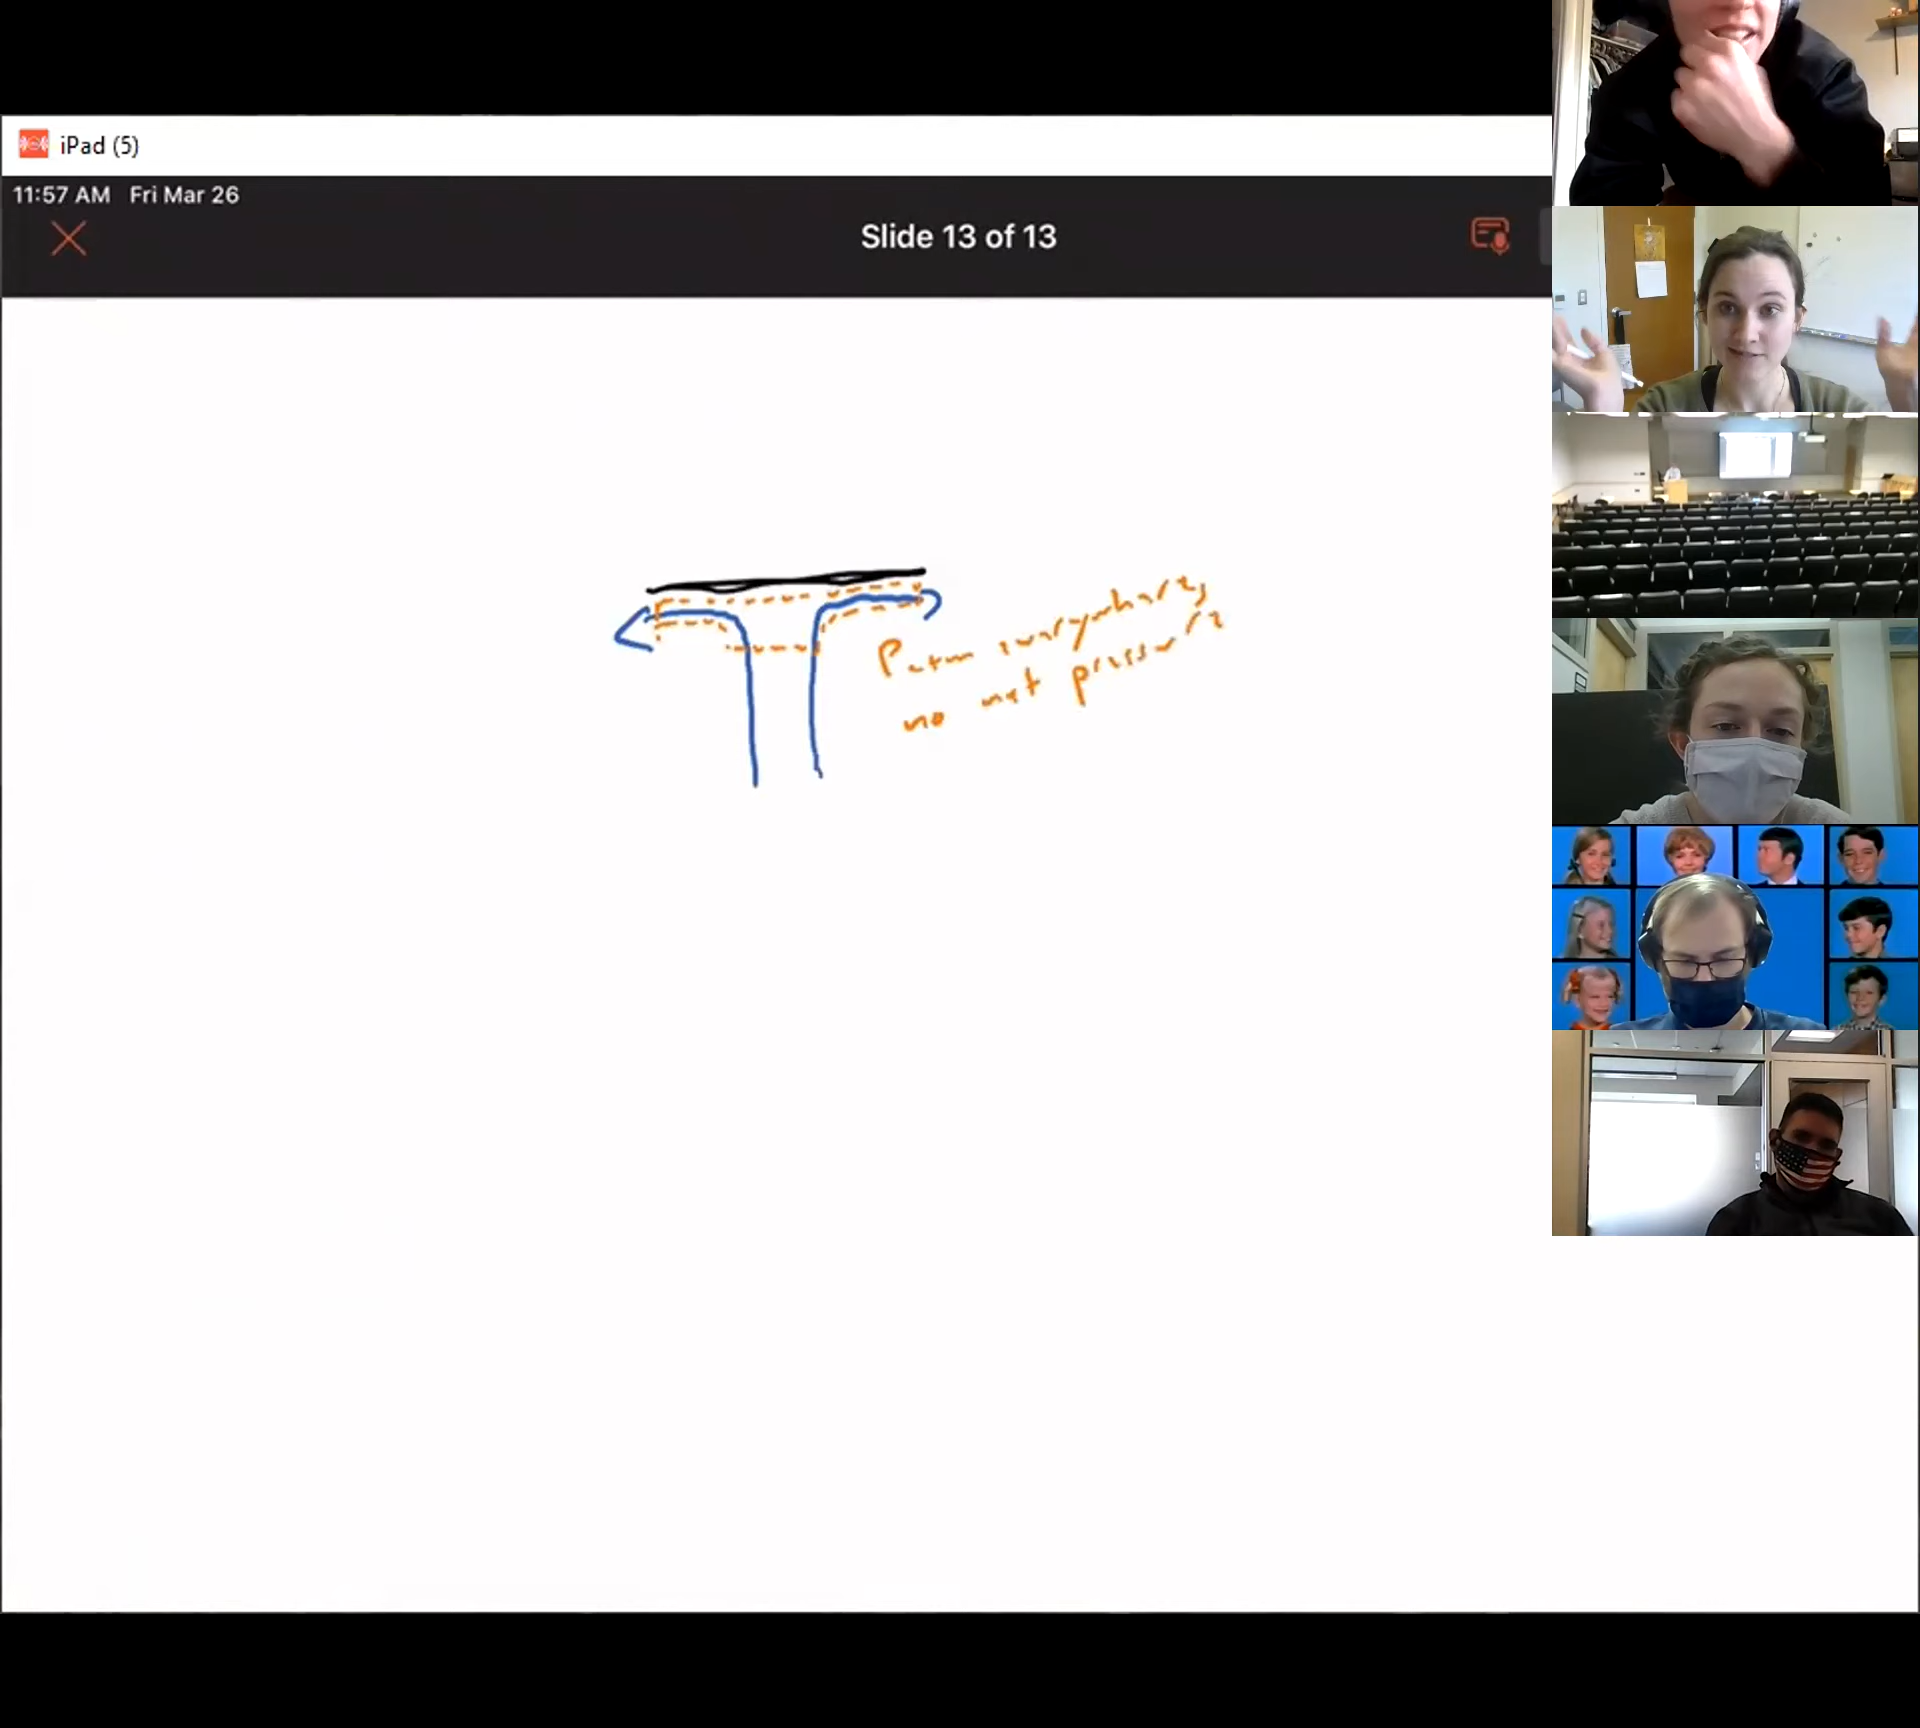 iPad (5)
11:57 AM Fri Mar 26
Slide 13 of 13
Patm everywhere,
no net pressure